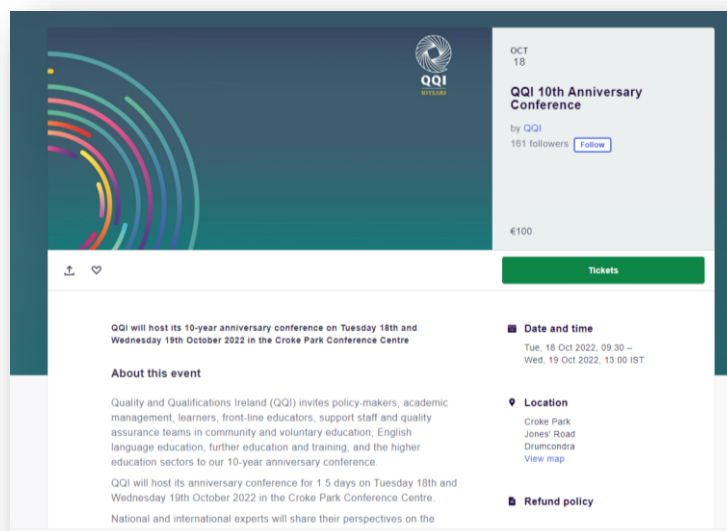 QQI
10 YEARS
OCT
18
QQI 10th Anniversary
Conference
by QQI
161 followers Follow
€100
Tickets
QQI will host its 10-year anniversary conference on Tuesday 18th and
Wednesday 19th October 2022 in the Croke Park Conference Centre
About this event
Quality and Qualifications Ireland (QQI) invites policy-makers, academic
management, learners, front-line educators, support staff and quality
assurance teams in community and voluntary education, English
language education, further education and training, and the higher
education sectors to our 10-year anniversary conference.
QQI will host its anniversary conference for 1.5 days on Tuesday 18th and
Wednesday 19th October 2022 in the Croke Park Conference Centre.
National and international experts will share their perspectives on the
Date and time
Tue, 18 Oct 2022, 09:30 –
Wed, 19 Oct 2022, 13:00 IST
Location
Croke Park
Jones' Road
Drumcondra
View map
Refund policy